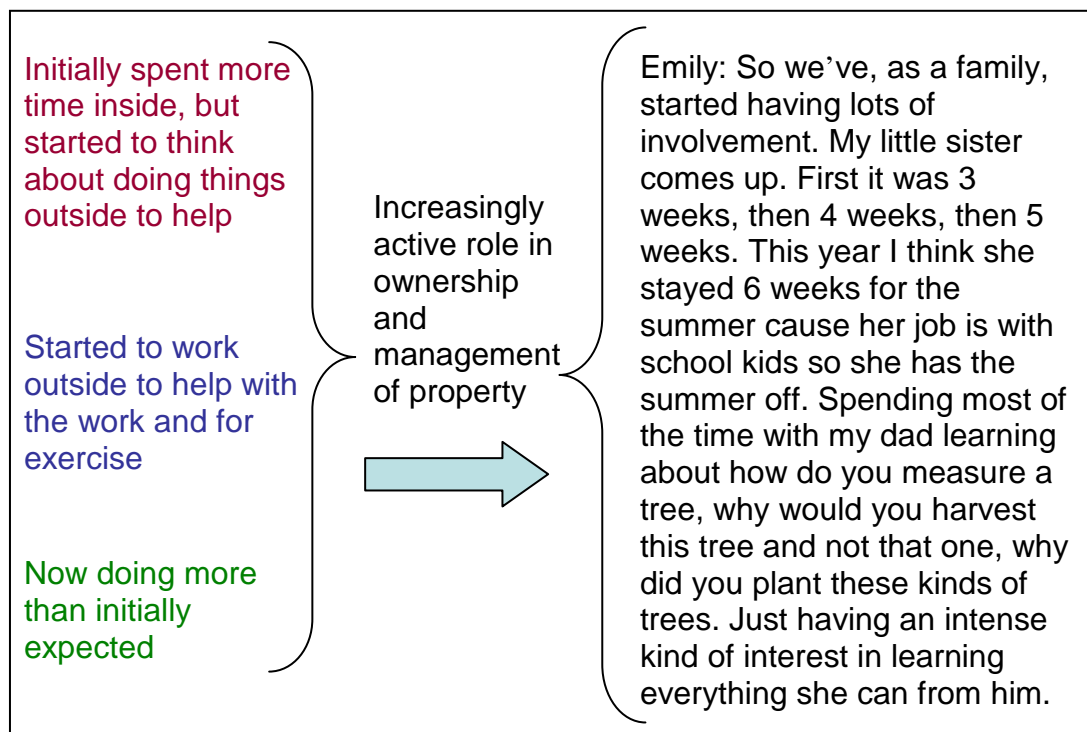 Initially spent more
time inside, but
started to think
about doing things
outside to help
Started to work
outside to help with
the work and for
exercise
Now doing more
than initially
expected
Increasingly
active role in
ownership
and
management
of property
Emily: So we’ve, as a family,
started having lots of
involvement. My little sister
comes up. First it was 3
weeks, then 4 weeks, then 5
weeks. This year I think she
stayed 6 weeks for the
summer cause her job is with
school kids so she has the
summer off. Spending most of
the time with my dad learning
about how do you measure a
tree, why would you harvest
this tree and not that one, why
did you plant these kinds of
trees. Just having an intense
kind of interest in learning
everything she can from him.